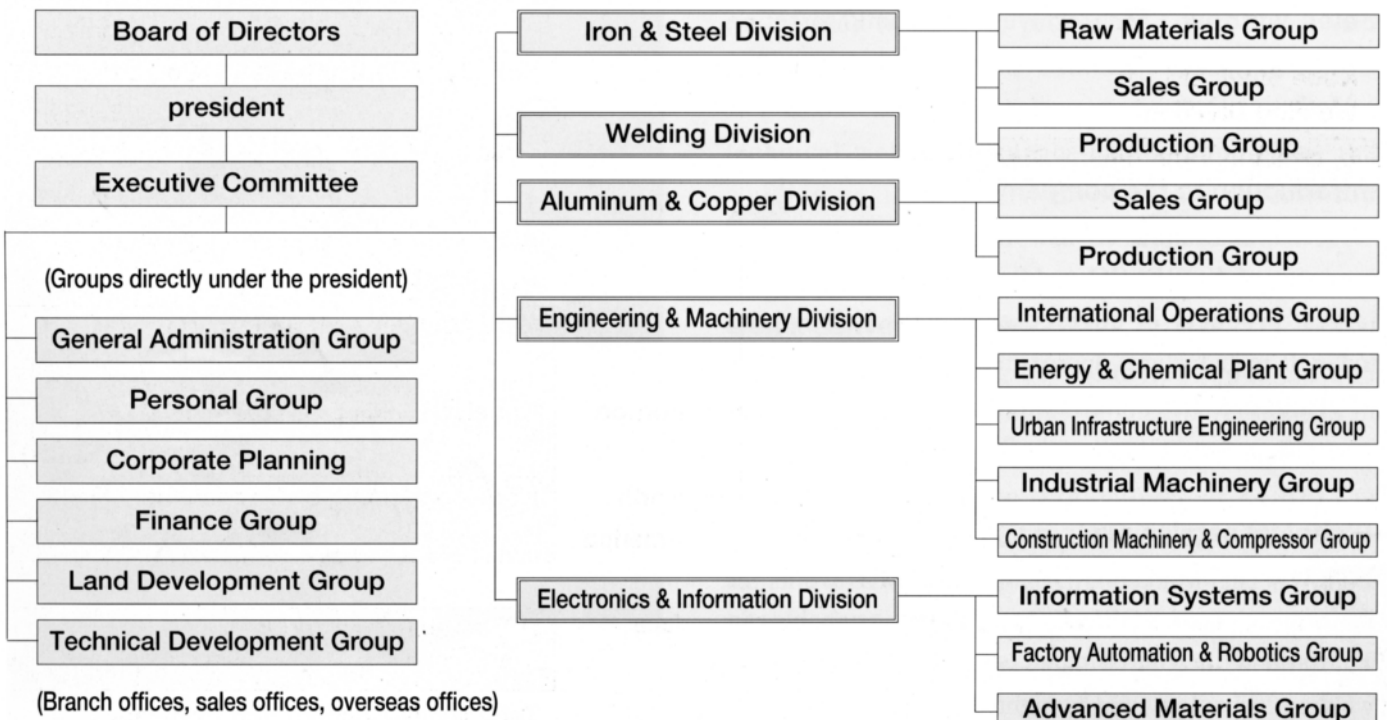 Board of Directors
president
Executive Committee
(Groups directly under the president)
General Administration Group
Personal Group
Corporate Planning
Finance Group
Land Development Group
Technical Development Group
(Branch offices, sales offices, overseas offices)
Iron & Steel Division
Raw Materials Group
Sales Group
Production Group
Welding Division
Aluminum & Copper Division
Sales Group
Production Group
Engineering & Machinery Division
International Operations Group
Energy & Chemical Plant Group
Urban Infrastructure Engineering Group
Industrial Machinery Group
Construction Machinery & Compressor Group
Electronics & Information Division
Information Systems Group
Factory Automation & Robotics Group
Advanced Materials Group